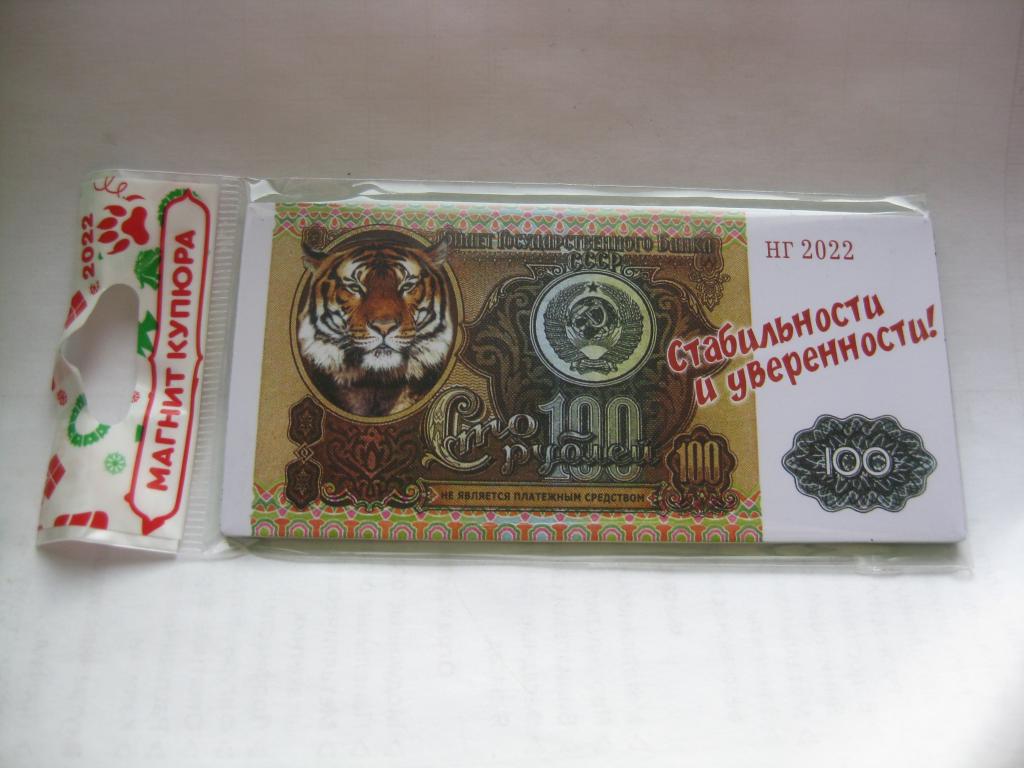 2022
МАГНИТ КУПЮРА
Билет Государственного Банка
СССР
НГ 2022
Стабильности
и уверенности!
Сто 100
рублей
100
100
НЕ ЯВЛЯЕТСЯ ПЛАТЕЖНЫМ СРЕДСТВОМ